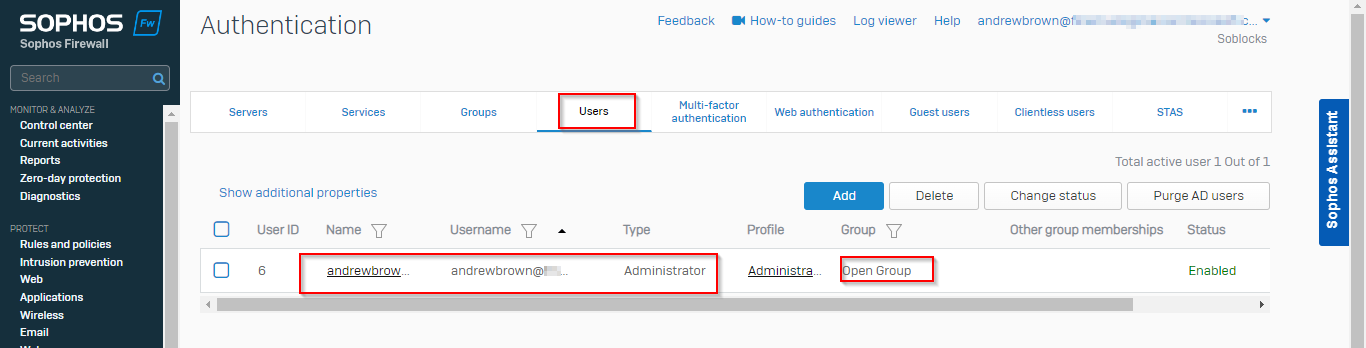 SOPHOS Fw
Sophos Firewall
Search
MONITOR & ANALYZE
Control center
Current activities
Reports
Zero-day protection
Diagnostics
PROTECT
Rules and policies
Intrusion prevention
Web
Applications
Wireless
Email
Authentication
Feedback How-to guides Log viewer Help andrewbrown@ c...
Soblocks
Servers Services Groups Users Multi-factor authentication Web authentication Guest users Clientless users STAS •••
Total active user 1 Out of 1
Show additional properties Add Delete Change status Purge AD users
User ID Name Username Type Profile Group Other group memberships Status
6 andrewbrow... andrewbrown@ ... Administrator Administra... Open Group Enabled
Sophos Assistant